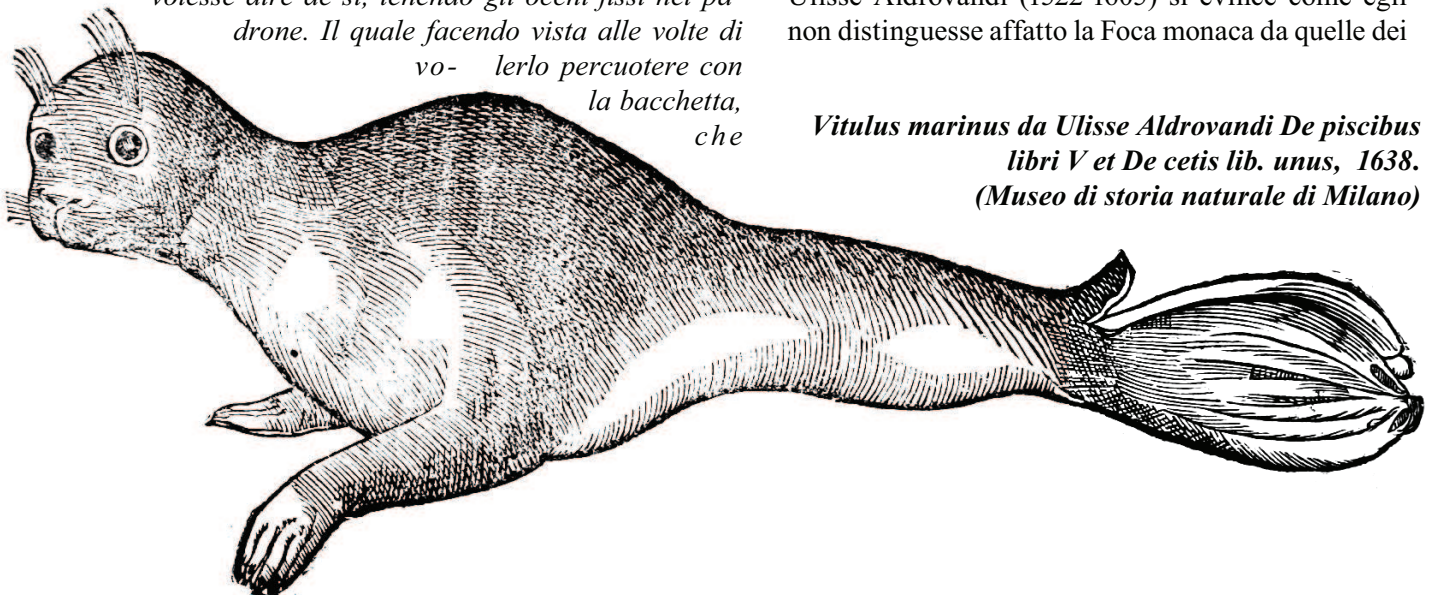 volesse dire de sì, tenendo gli occhi fissi nel pa-
drone. Il quale facendo vista alle volte di
vo- lerlo percuotere con
la bacchetta,
che
Ulisse Aldrovandi (1522-1605) si evince come egli
non distinguesse affatto la Foca monaca da quelle dei
Vitulus marinus da Ulisse Aldrovandi De piscibus
libri V et De cetis lib. unus, 1638.
(Museo di storia naturale di Milano)